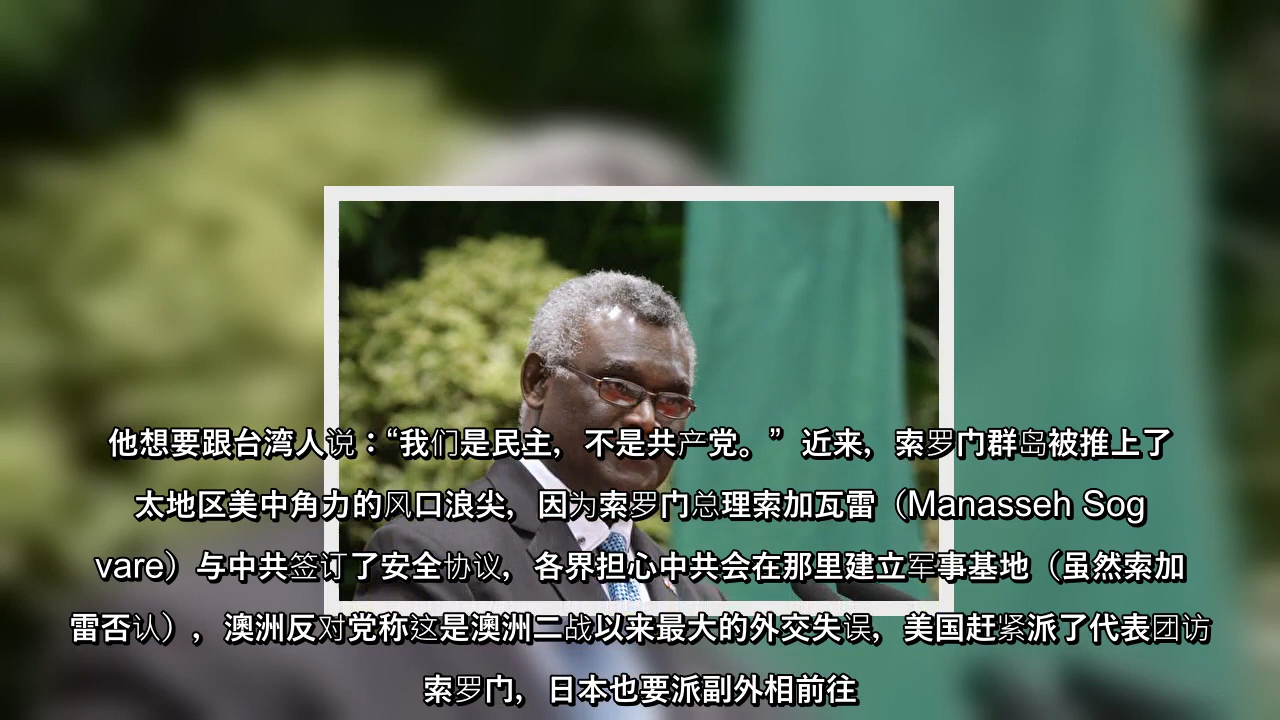 他想要跟台湾人说：“我们是民主，不是共产党。”近来，索罗门群岛被推上了
太地区美中角力的风口浪尖，因为索罗门总理索加瓦雷（Manasseh Sog
vare）与中共签订了安全协议，各界担心中共会在那里建立军事基地（虽然索加
雷否认），澳洲反对党称这是澳洲二战以来最大的外交失误，美国赶紧派了代表团访
索罗门，日本也要派副外相前往